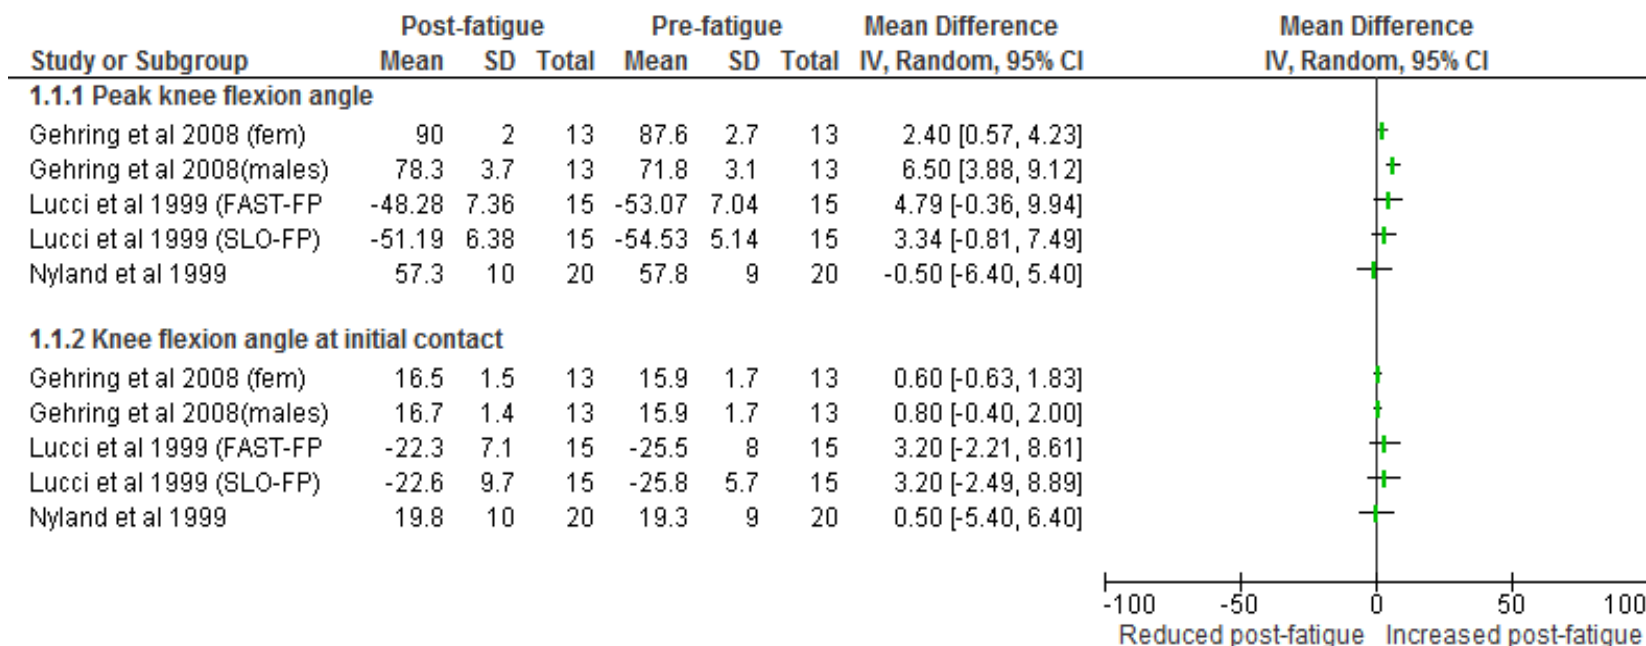 Post-fatigue Pre-fatigue Mean Difference Mean Difference
Study or Subgroup Mean SD Total Mean SD Total IV, Random, 95% CI IV, Random, 95% CI
1.1.1 Peak knee flexion angle
Gehring et al 2008 (fem) 90 2 13 87.6 2.7 13 2.40 [0.57, 4.23]
Gehring et al 2008(males) 78.3 3.7 13 71.8 3.1 13 6.50 [3.88, 9.12]
Lucci et al 1999 (FAST-FP -48.28 7.36 15 -53.07 7.04 15 4.79 [-0.36, 9.94]
Lucci et al 1999 (SLO-FP) -51.19 6.38 15 -54.53 5.14 15 3.34 [-0.81, 7.49]
Nyland et al 1999 57.3 10 20 57.8 9 20 -0.50 [-6.40, 5.40]
1.1.2 Knee flexion angle at initial contact
Gehring et al 2008 (fem) 16.5 1.5 13 15.9 1.7 13 0.60 [-0.63, 1.83]
Gehring et al 2008(males) 16.7 1.4 13 15.9 1.7 13 0.80 [-0.40, 2.00]
Lucci et al 1999 (FAST-FP -22.3 7.1 15 -25.5 8 15 3.20 [-2.21, 8.61]
Lucci et al 1999 (SLO-FP) -22.6 9.7 15 -25.8 5.7 15 3.20 [-2.49, 8.89]
Nyland et al 1999 19.8 10 20 19.3 9 20 0.50 [-5.40, 6.40]
-100 -50 0 50 100
Reduced post-fatigue Increased post-fatigue